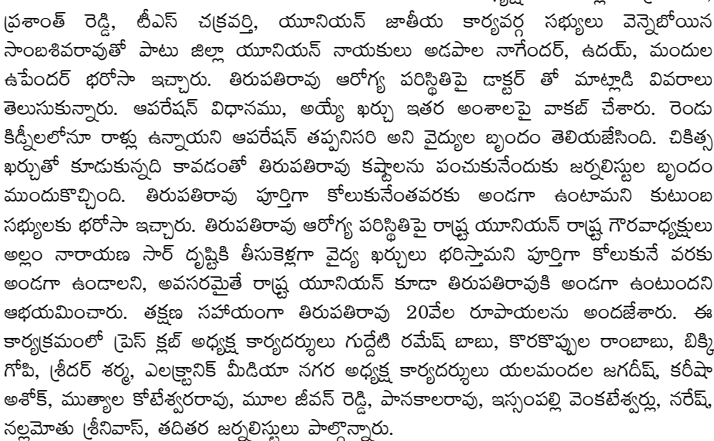 ప్రశాంత్ రెడ్డి, టీఎస్ చక్రవర్తి, యూనియన్ జాతీయ కార్యవర్గ సభ్యులు వెన్నెబోయిన
సాంబశివరావుతో పాటు జిల్లా యూనియన్ నాయకులు అడపాల నాగేందర్, ఉదయ్, మందుల
ఉపేందర్ భరోసా ఇచ్చారు. తిరుపతిరావు ఆరోగ్య పరిస్థితిపై డాక్టర్ తో మాట్లాడి వివరాలు
తెలుసుకున్నారు. ఆపరేషన్ విధానము, అయ్యే ఖర్చు ఇతర అంశాలపై వాకబ్ చేశారు. రెండు
కిడ్నీలలోనూ రాళ్లు ఉన్నాయని ఆపరేషన్ తప్పనిసరి అని వైద్యుల బృందం తెలియజేసింది. చికిత్స
ఖర్చుతో కూడుకున్నది కావడంతో తిరుపతిరావు కష్టాలను పంచుకునేందుకు జర్నలిస్టుల బృందం
ముందుకొచ్చింది. తిరుపతిరావు పూర్తిగా కోలుకునేంతవరకు అండగా ఉంటామని కుటుంబ
సభ్యులకు భరోసా ఇచ్చారు. తిరుపతిరావు ఆరోగ్య పరిస్థితిపై రాష్ట్ర యూనియన్ రాష్ట్ర గౌరవాధ్యక్షులు
అల్లం నారాయణ సార్ దృష్టికి తీసుకెళ్లగా వైద్య ఖర్చులు భరిస్తామని పూర్తిగా కోలుకునే వరకు
అండగా ఉండాలని, అవసరమైతే రాష్ట్ర యూనియన్ కూడా తిరుపతిరావుకి అండగా ఉంటుందని
ఆభయమించారు. తక్షణ సహాయంగా తిరుపతిరావు 20వేల రూపాయలను అందజేశారు. ఈ
కార్యక్రమంలో ప్రెస్ క్లబ్ అధ్యక్ష కార్యదర్శులు గుద్దేటి రమేష్ బాబు, కొరకొప్పుల రాంబాబు, బిక్కి
గోపి, శ్రీదర్ శర్మ, ఎలక్ట్రానిక్ మీడియా నగర అధ్యక్ష కార్యదర్శులు యలమందల జగదీష్, కరీషా
అశోక్, ముత్యాల కోటేశ్వరరావు, మూల జీవన్ రెడ్డి, పానకాలరావు, ఇస్సంపల్లి వెంకటేశ్వర్లు, నరేష్,
నల్లమోతు శ్రీనివాస్, తదితర జర్నలిస్టులు పాల్గొన్నారు.